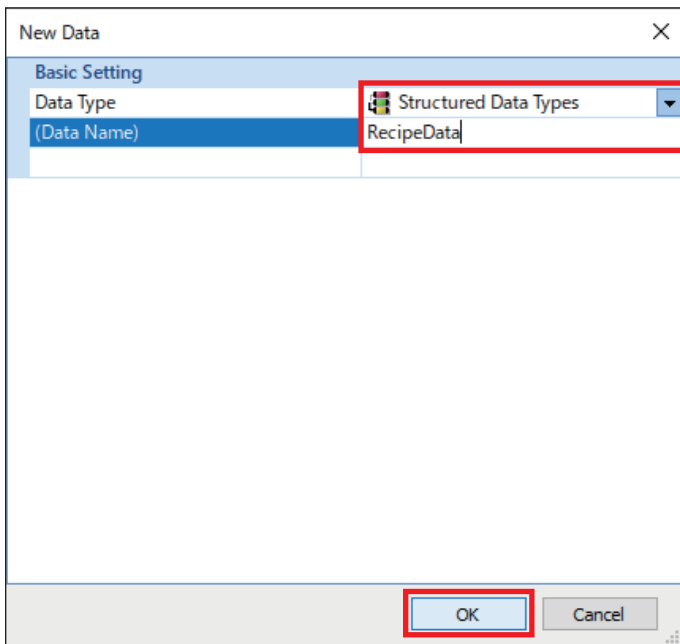 New Data
Basic Setting
Data Type Structured Data Types
(Data Name) RecipeData
OK Cancel